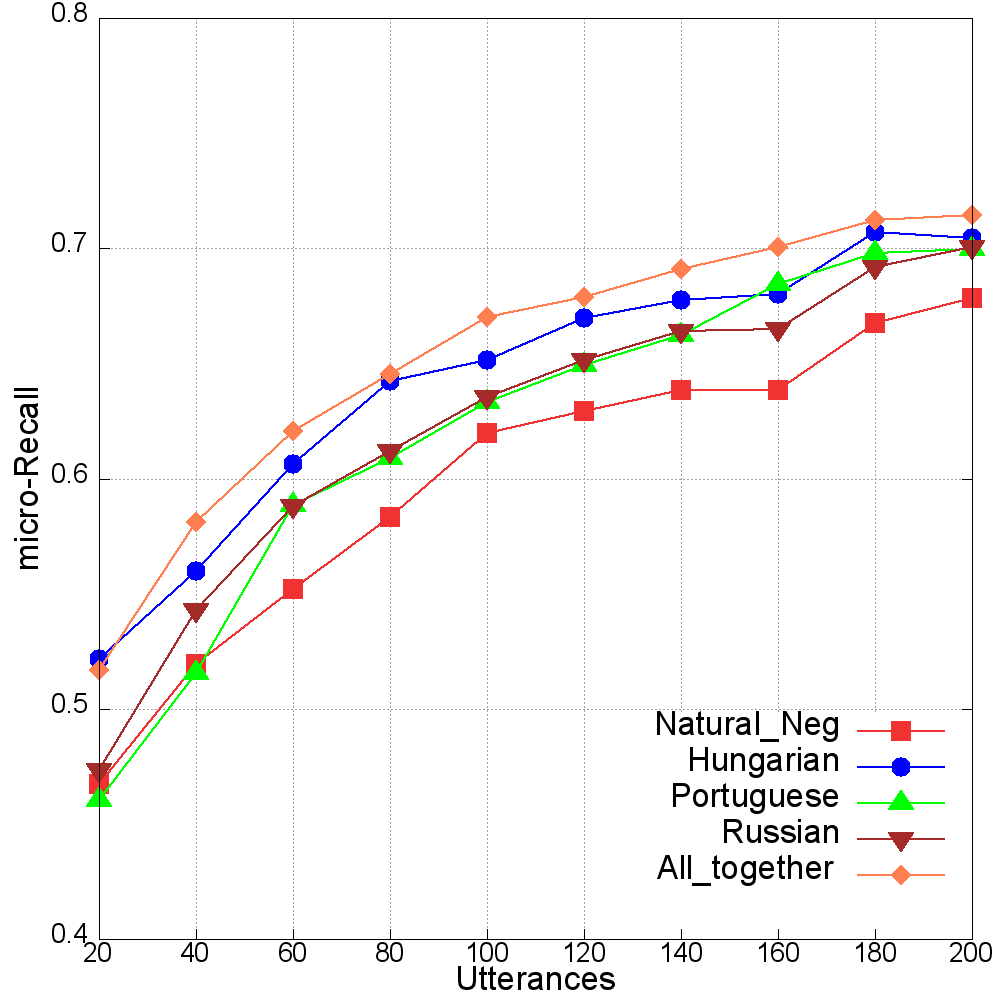 0.8
0.7
0.6
0.5
0.4
micro-Recall
Natural_Neg
Hungarian
Portuguese
Russian
All_together
20 40 60 80 100 120 140 160 180 200
Utterances